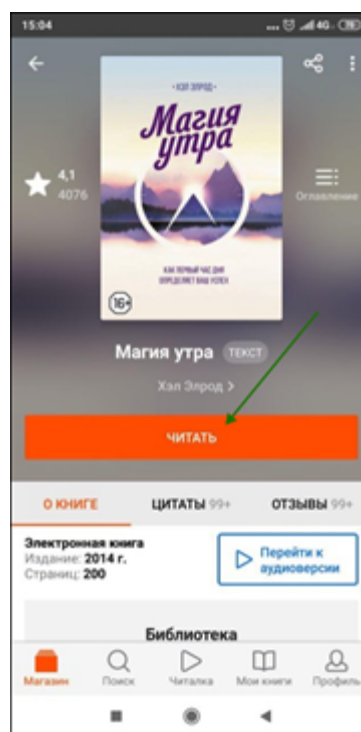 15:04
... 4G
• ХЭЛ ЭЛРОД •
Магия
утра
КАК ПЕРВЫЙ ЧАС ДНЯ
ОПРЕДЕЛЯЕТ ВАШ УСПЕХ
16+
4,1
4076
Оглавление
Магия утра ТЕКСТ
Хэл Элрод >
ЧИТАТЬ
О КНИГЕ ЦИТАТЫ 99+ ОТЗЫВЫ 99+
Электронная книга
Издание: 2014 г.
Страниц: 200
Перейти к
аудиоверсии
Библиотека
Магазин Поиск Читалка Мои книги Профиль